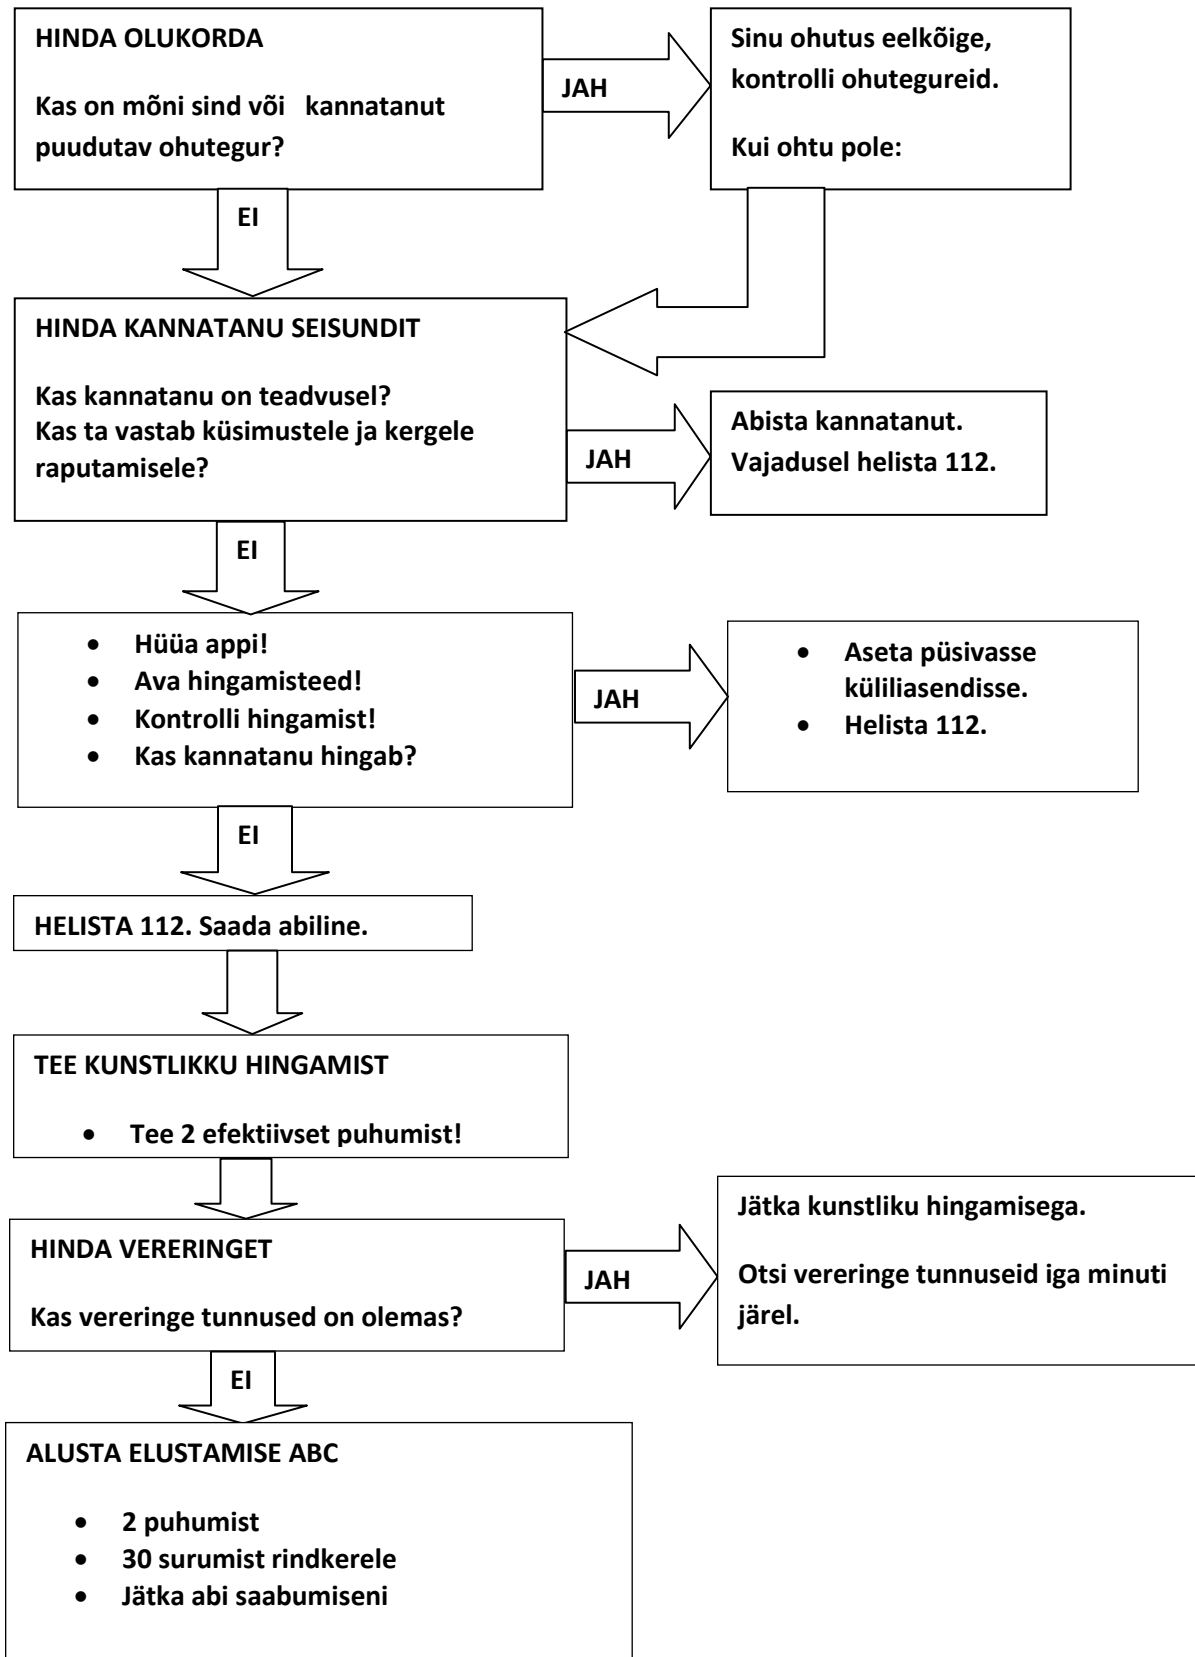 HINDA OLUKORDA
Kas on mõni sind või kannatanut
puudutav ohutegur?
JAH
Sinu ohutus eelkõige,
kontrolli ohutegureid.
Kui ohtu pole:
EI
HINDA KANNATANU SEISUNDIT
Kas kannatanu on teadvusel?
Kas ta vastab küsimustele ja kergele
raputamisele?
JAH
Abista kannatanut.
Vajadusel helista 112.
EI
• Hüüa appi!
• Ava hingamisteed!
• Kontrolli hingamist!
• Kas kannatanu hingab?
JAH
• Aseta püsivasse
küliliasendisse.
• Helista 112.
EI
HELISTA 112. Saada abiline.
TEE KUNSTLIKKU HINGAMIST
• Tee 2 efektiivset puhumist!
HINDA VERERINGET
Kas vereringe tunnused on olemas?
JAH
Jätka kunstliku hingamisega.
Otsi vereringe tunnuseid iga minuti
järel.
EI
ALUSTA ELUSTAMISE ABC
• 2 puhumist
• 30 surumist rindkerele
• Jätka abi saabumiseni